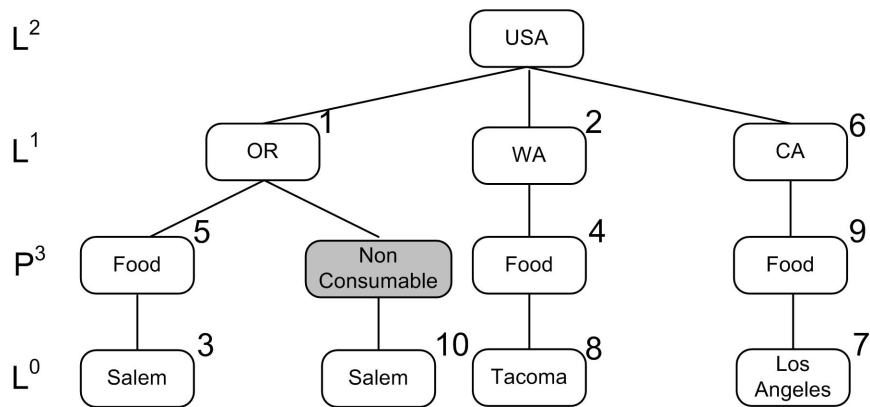 L²
USA
L¹
OR
1
WA
2
CA
6
P³
Food
5
Non
Consumable
Food
4
Food
9
L⁰
Salem
3
Salem
10
Tacoma
8
Los
Angeles
7